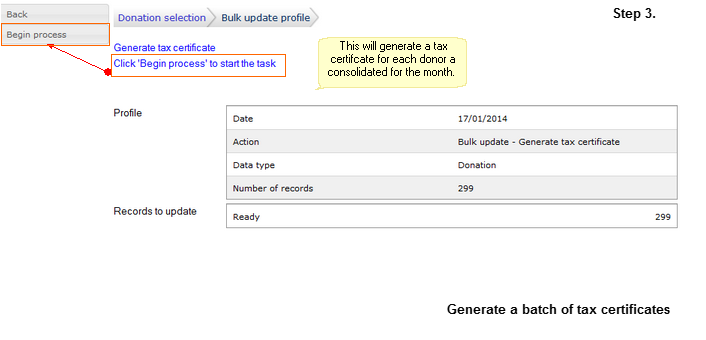 Back
Begin process
Donation selection
Bulk update profile
Step 3.
Generate tax certificate
Click 'Begin process' to start the task
This will generate a tax
certifcate for each donor a
consolidated for the month.
Profile
Date 17/01/2014
Action Bulk update - Generate tax certificate
Data type Donation
Number of records 299
Records to update
Ready 299
Generate a batch of tax certificates